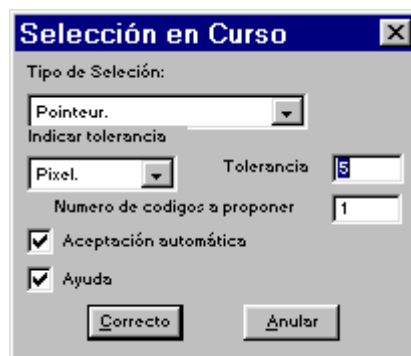 Selección en Curso
Tipo de Seleción:
Pointeur.
Indicar tolerancia
Pixel. Tolerancia 5
Numero de codigos a proponer 1
Aceptación automática
Ayuda
Correcto Anular